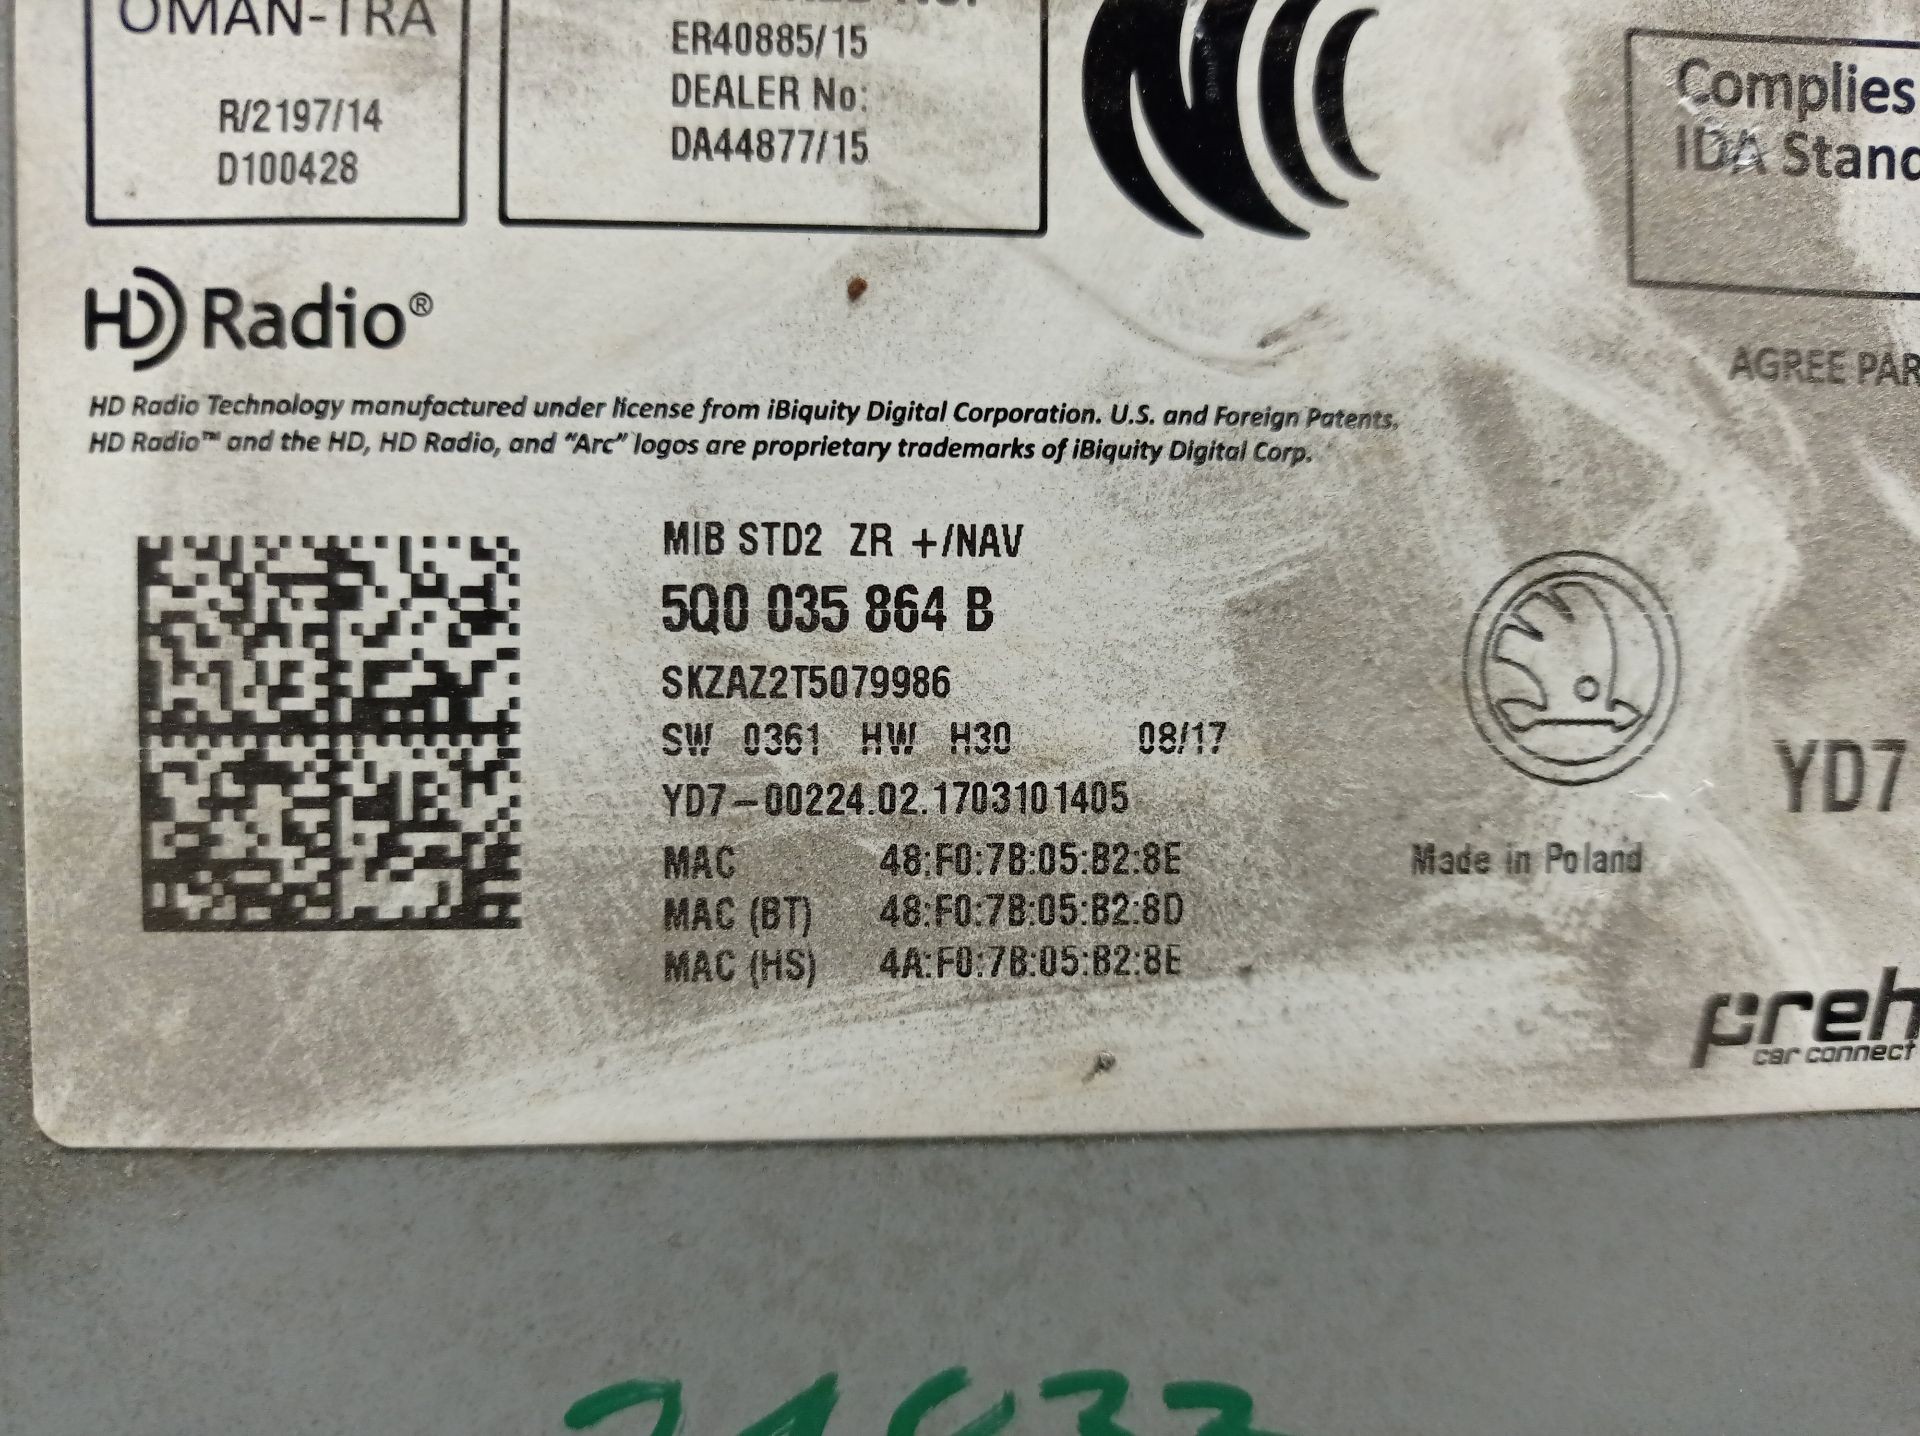 OMAN-TRA
R/2197/14
D100428
ER40885/15
DEALER No:
DA44877/15
Complies
IDA Stand
HD Radio®
AGREE PAR
HD Radio Technology manufactured under license from iBiquity Digital Corporation. U.S. and Foreign Patents.
HD Radio™ and the HD, HD Radio, and “Arc” logos are proprietary trademarks of iBiquity Digital Corp.
MIB STD2 ZR +/NAV
5Q0 035 864 B
SKZAZ2T5079986
SW 0361 HW H30 08/17
YD7-00224.02.1703101405
YD7
MAC 48:F0:7B:05:B2:8E
MAC (BT) 48:F0:7B:05:B2:8D
MAC (HS) 4A:F0:7B:05:B2:8E
Made in Poland
preh
car connect